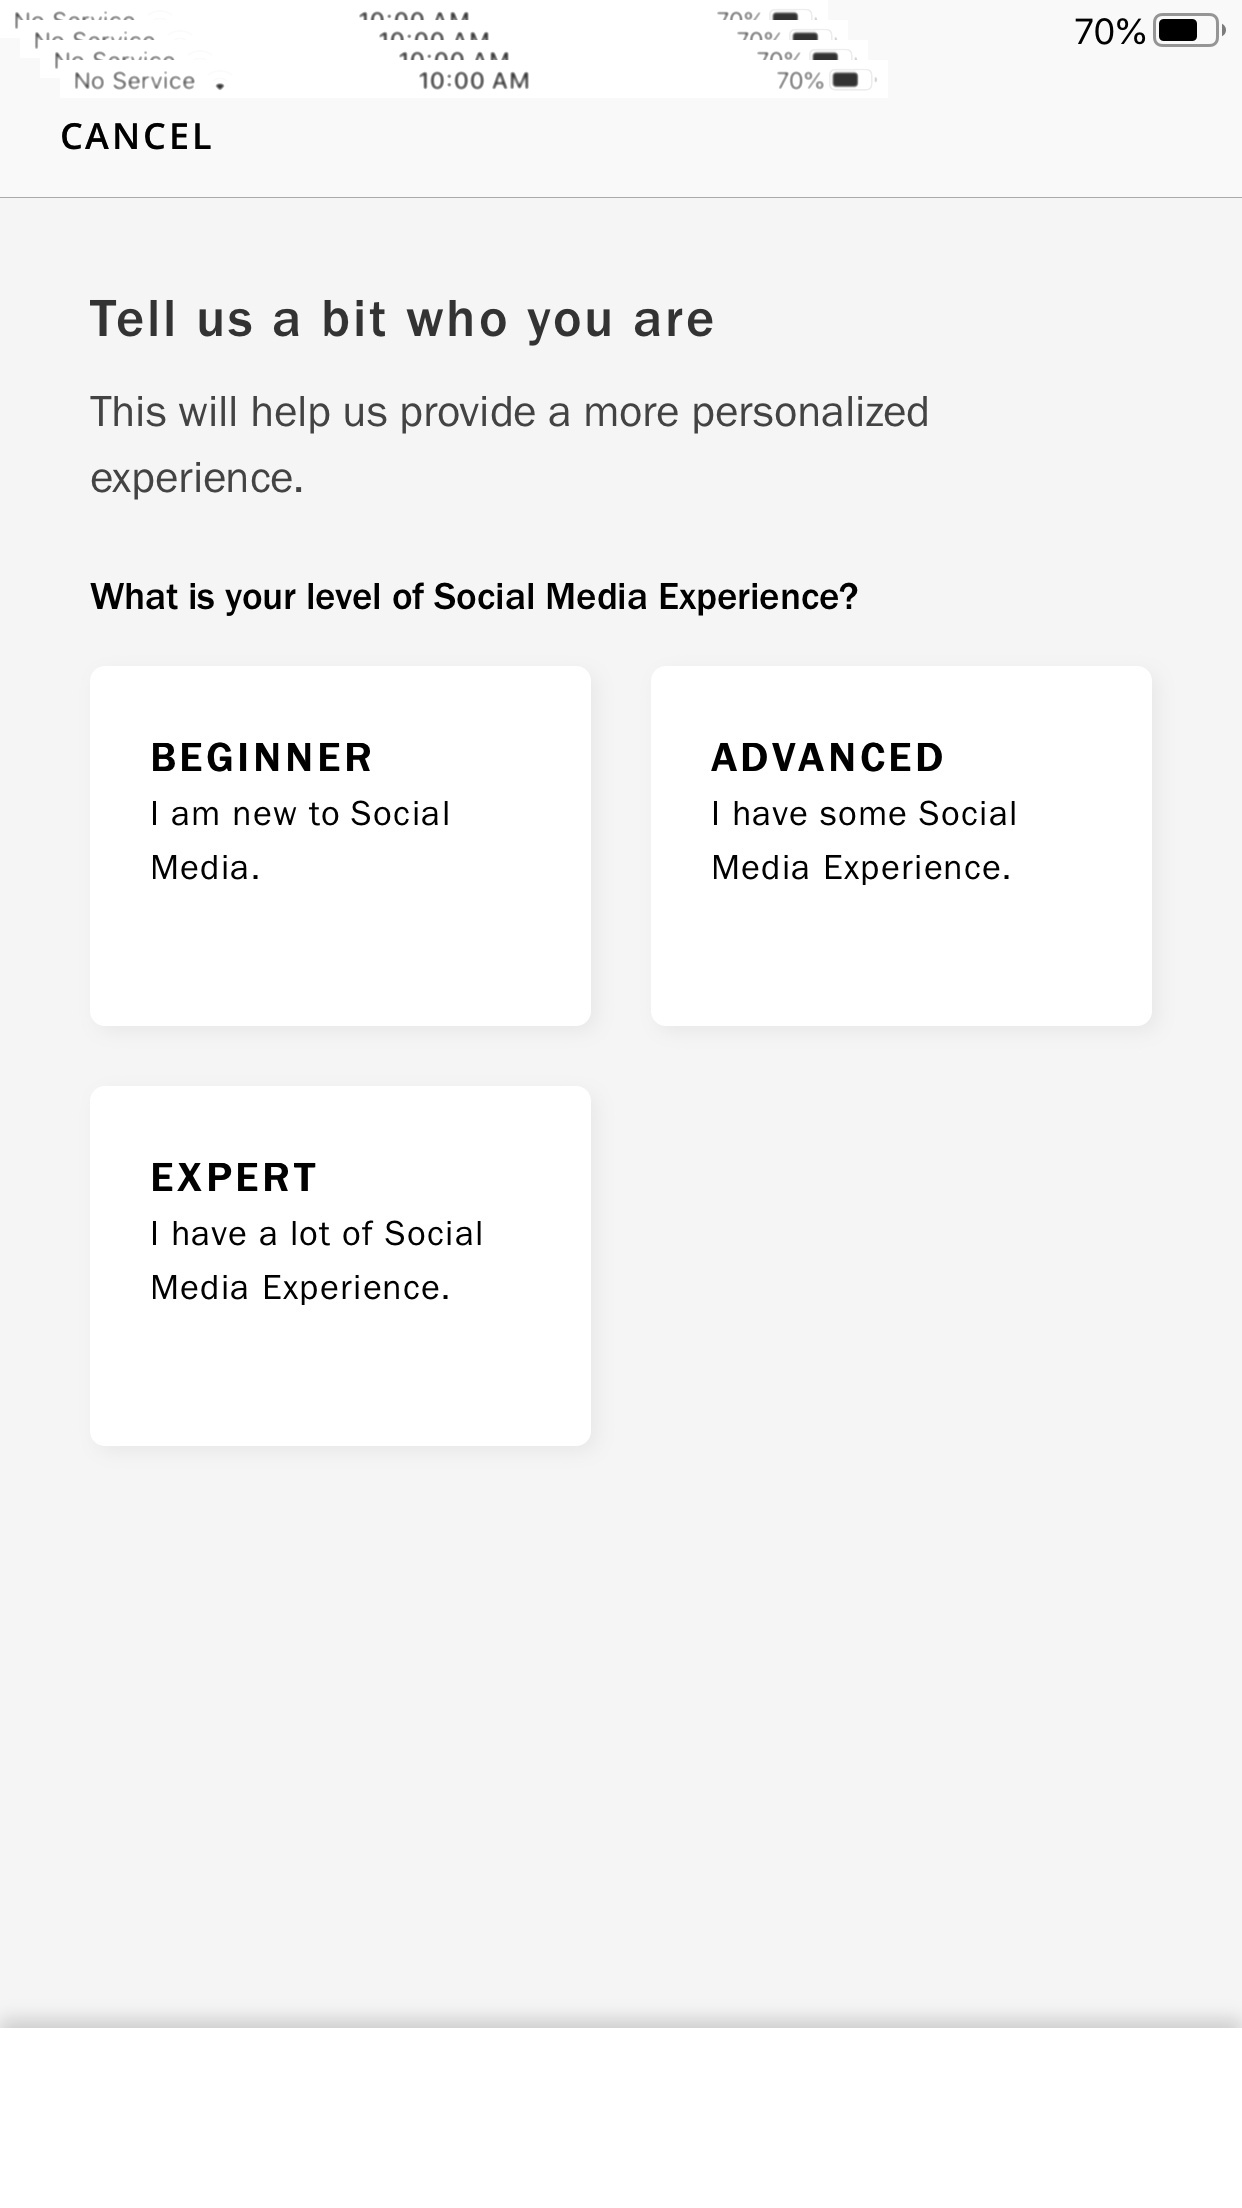 70%
No Service 10:00 AM 70%
No Service 10:00 AM 70%
No Service 10:00 AM 70%
No Service 10:00 AM 70%
CANCEL
Tell us a bit who you are
This will help us provide a more personalized
experience.
What is your level of Social Media Experience?
BEGINNER
I am new to Social
Media.
ADVANCED
I have some Social
Media Experience.
EXPERT
I have a lot of Social
Media Experience.